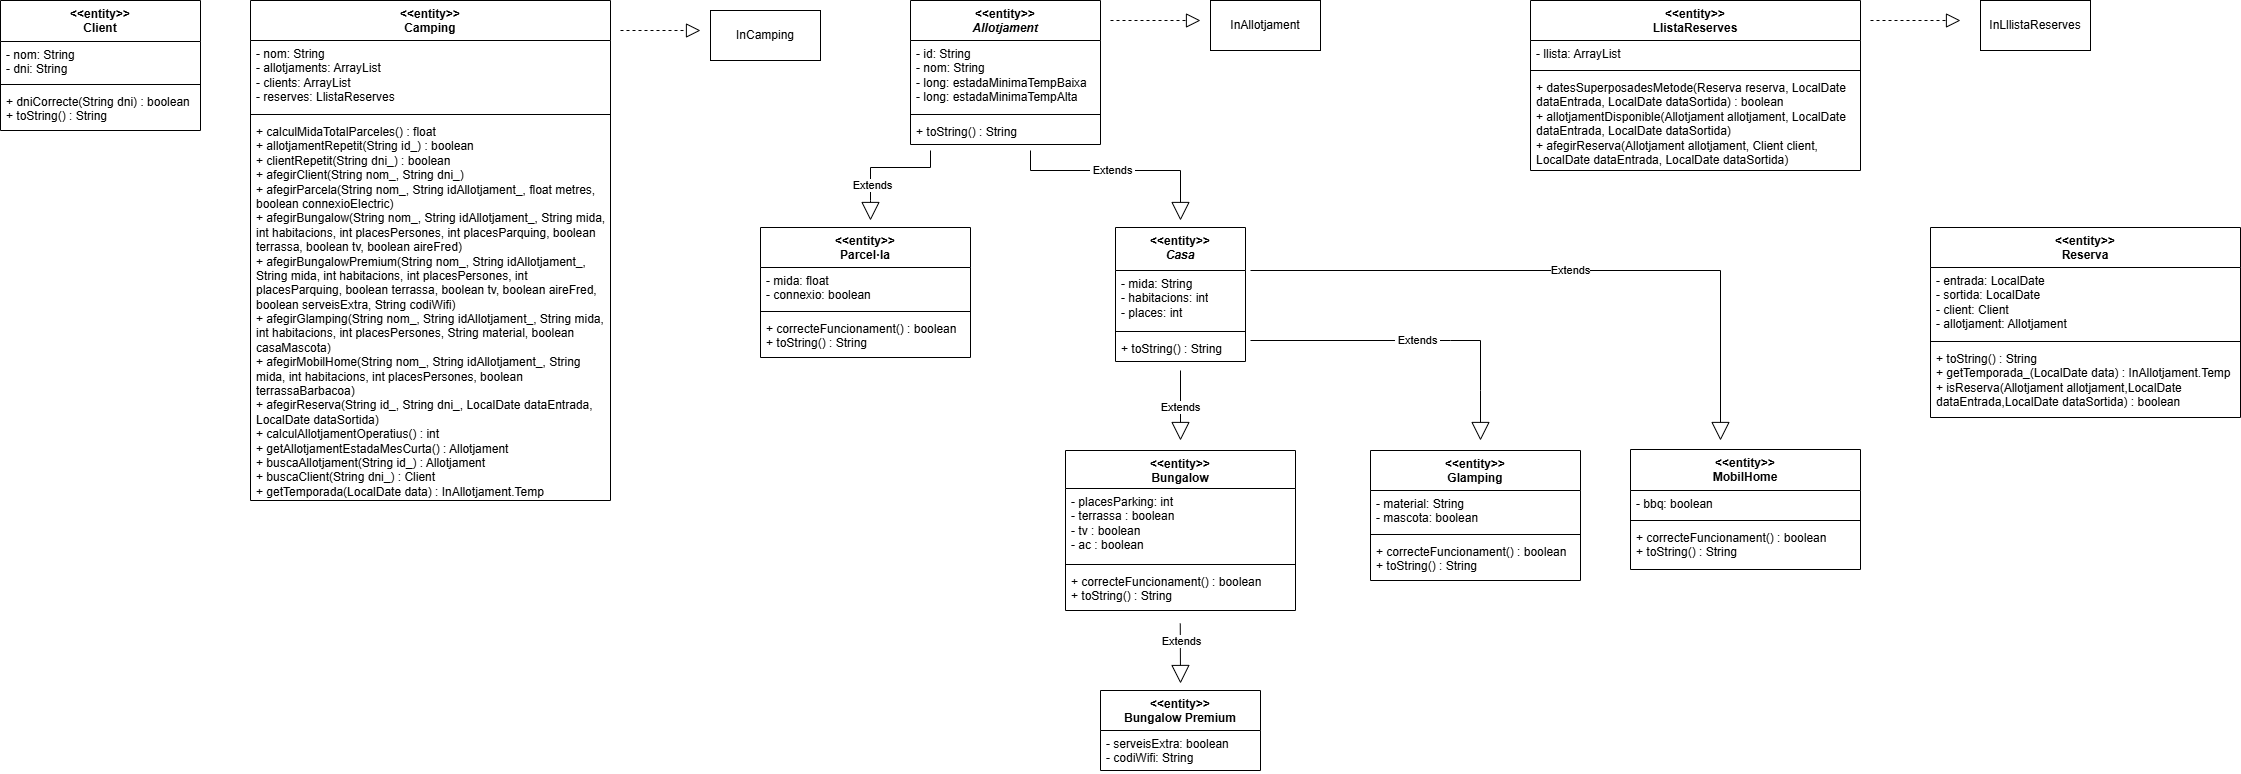 <<entity>>
Client
- nom: String
- dni: String
+ dniCorrecte(String dni) : boolean
+ toString() : String
<<entity>>
Camping
- nom: String
- allotjaments: ArrayList
- clients: ArrayList
- reserves: LlistaReserves
+ calculMidaTotalParceles() : float
+ allotjamentRepetit(String id_) : boolean
+ clientRepetit(String dni_) : boolean
+ afegirClient(String nom_, String dni_)
+ afegirParcela(String nom_, String idAllotjament_, float metres,
boolean connexioElectric)
+ afegirBungalow(String nom_, String idAllotjament_, String mida,
int habitacions, int placesPersones, int placesParquing, boolean
terrassa, boolean tv, boolean aireFred)
+ afegirBungalowPremium(String nom_, String idAllotjament_,
String mida, int habitacions, int placesPersones, int
placesParquing, boolean terrassa, boolean tv, boolean aireFred,
boolean serveisExtra, String codiWifi)
+ afegirGlamping(String nom_, String idAllotjament_, String mida,
int habitacions, int placesPersones, String material, boolean
casaMascota)
+ afegirMobilHome(String nom_, String idAllotjament_, String
mida, int habitacions, int placesPersones, boolean
terrassaBarbacoa)
+ afegirReserva(String id_, String dni_, LocalDate dataEntrada,
LocalDate dataSortida)
+ calculAllotjamentOperatius() : int
+ getAllotjamentEstadaMesCurta() : Allotjament
+ buscaAllotjament(String id_) : Allotjament
+ buscaClient(String dni_) : Client
+ getTemporada(LocalDate data) : InAllotjament.Temp
InCamping
<<entity>>
Allotjament
- id: String
- nom: String
- long: estadaMinimaTempBaixa
- long: estadaMinimaTempAlta
+ toString() : String
InAllotjament
<<entity>>
LlistaReserves
- llista: ArrayList
+ datesSuperposadesMetode(Reserva reserva, LocalDate
dataEntrada, LocalDate dataSortida) : boolean
+ allotjamentDisponible(Allotjament allotjament, LocalDate
dataEntrada, LocalDate dataSortida)
+ afegirReserva(Allotjament allotjament, Client client,
LocalDate dataEntrada, LocalDate dataSortida)
InLllistaReserves
Extends
Extends
<<entity>>
Parcel·la
- mida: float
- connexio: boolean
+ correcteFuncionament() : boolean
+ toString() : String
<<entity>>
Casa
- mida: String
- habitacions: int
- places: int
+ toString() : String
Extends
Extends
Extends
<<entity>>
Reserva
- entrada: LocalDate
- sortida: LocalDate
- client: Client
- allotjament: Allotjament
+ toString() : String
+ getTemporada_(LocalDate data) : InAllotjament.Temp
+ isReserva(Allotjament allotjament,LocalDate
dataEntrada,LocalDate dataSortida) : boolean
<<entity>>
Bungalow
- placesParking: int
- terrassa : boolean
- tv : boolean
- ac : boolean
+ correcteFuncionament() : boolean
+ toString() : String
<<entity>>
Glamping
- material: String
- mascota: boolean
+ correcteFuncionament() : boolean
+ toString() : String
<<entity>>
MobilHome
- bbq: boolean
+ correcteFuncionament() : boolean
+ toString() : String
Extends
<<entity>>
Bungalow Premium
- serveisExtra: boolean
- codiWifi: String